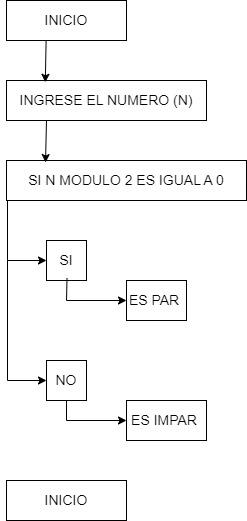 INICIO
INGRESE EL NUMERO (N)
SI N MODULO 2 ES IGUAL A 0
SI
ES PAR
NO
ES IMPAR
INICIO